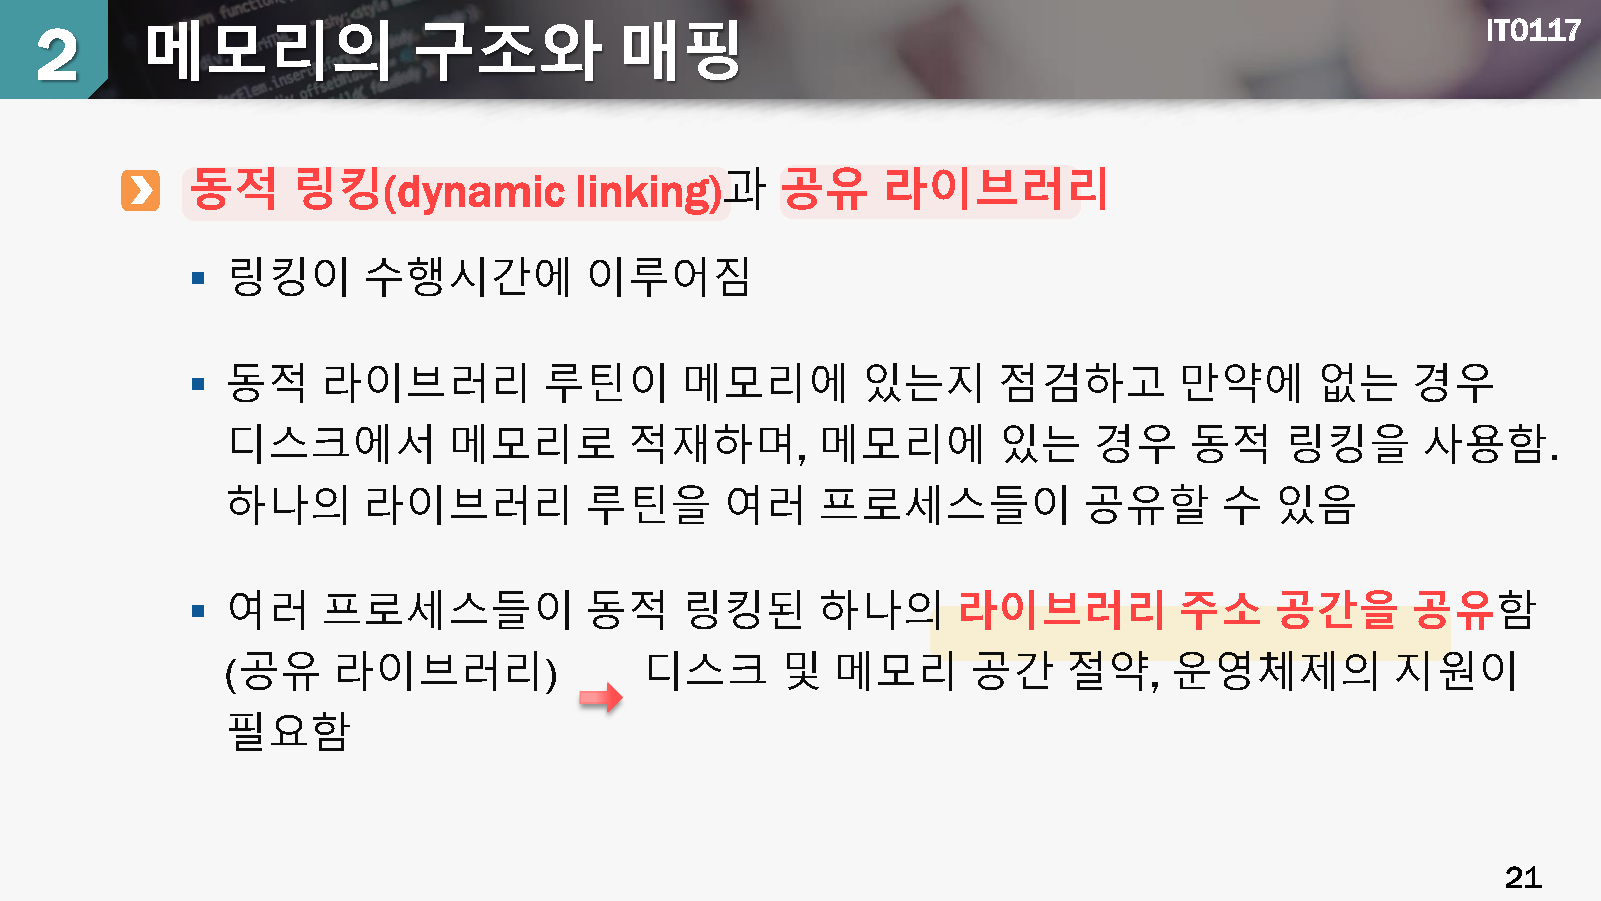 2 메모리의 구조와 매핑
IT0117
동적 링킹(dynamic linking)과 공유 라이브러리
링킹이 수행시간에 이루어짐
동적 라이브러리 루틴이 메모리에 있는지 점검하고 만약에 없는 경우
디스크에서 메모리로 적재하며, 메모리에 있는 경우 동적 링킹을 사용함.
하나의 라이브러리 루틴을 여러 프로세스들이 공유할 수 있음
여러 프로세스들이 동적 링킹된 하나의 라이브러리 주소 공간을 공유함
(공유 라이브러리) 디스크 및 메모리 공간 절약, 운영체제의 지원이
필요함
21